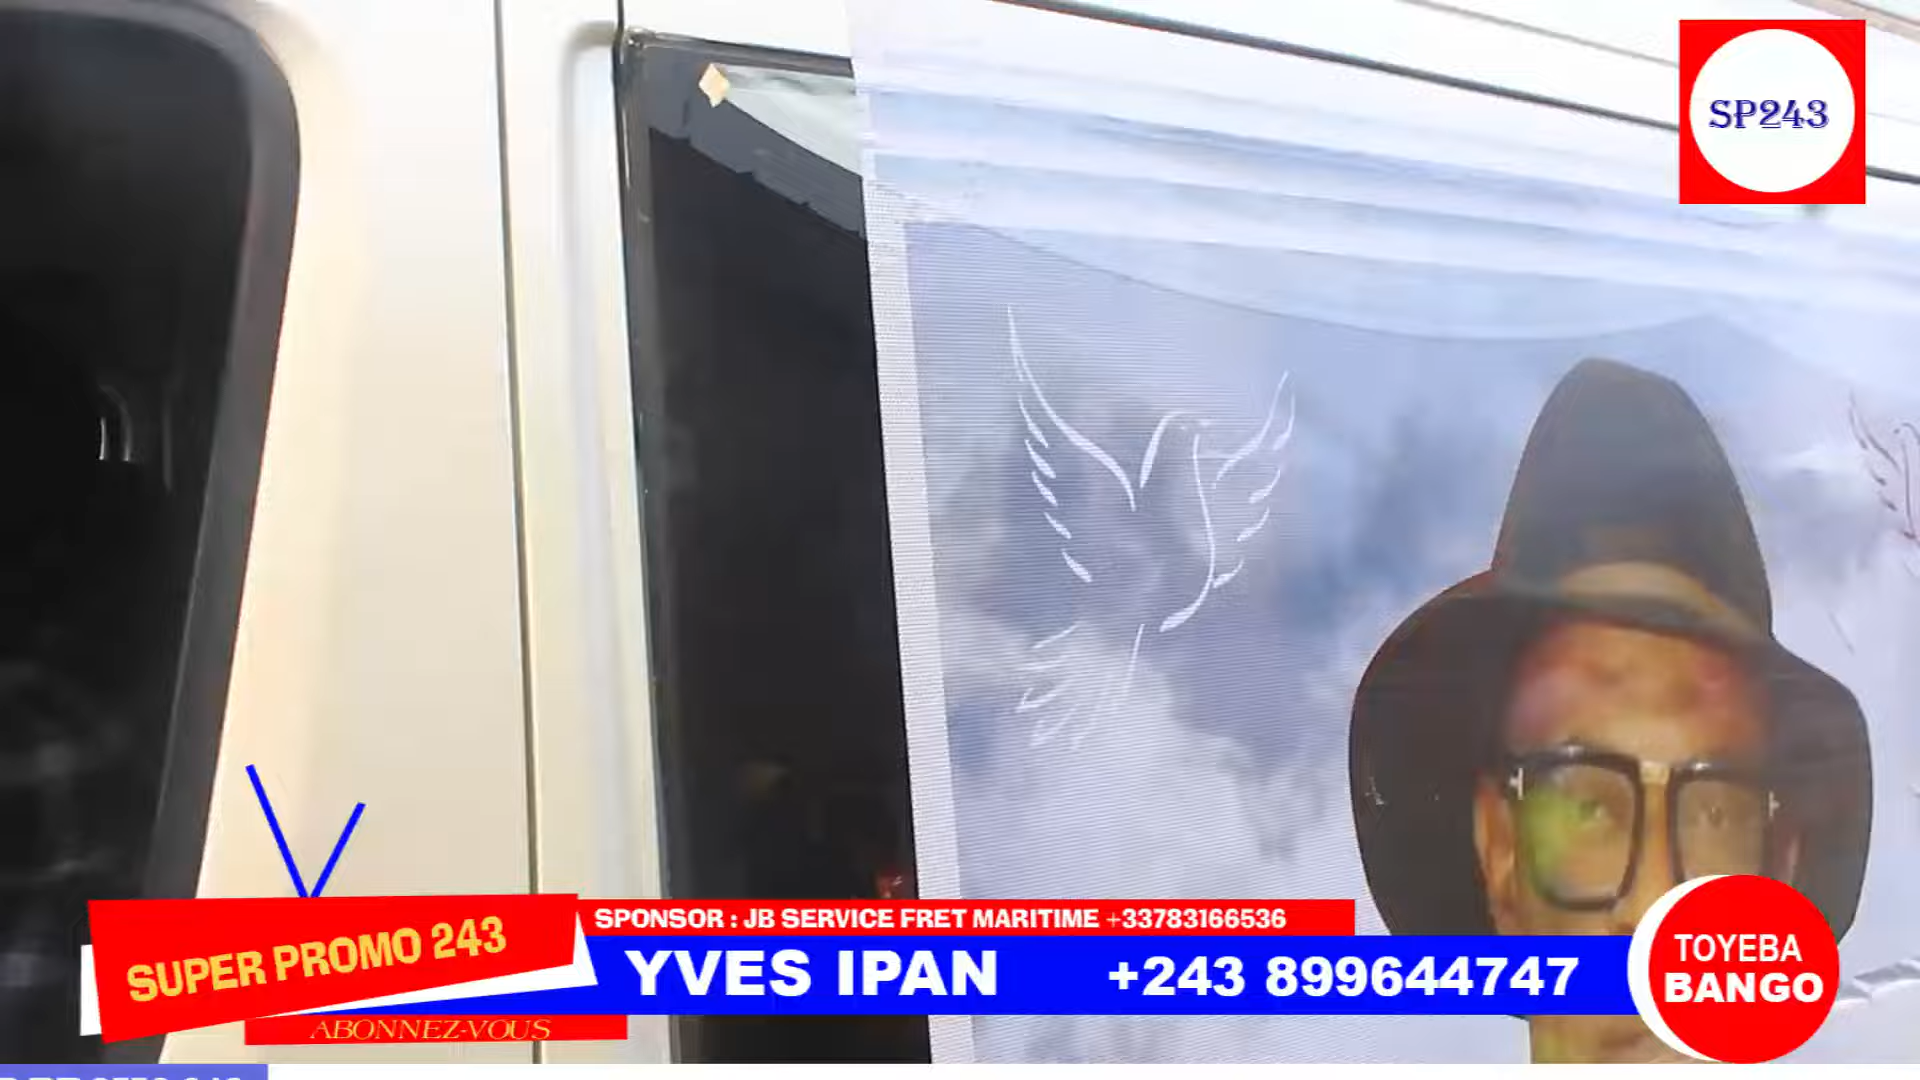 SP243
SUPER PROMO 243
SPONSOR : JB SERVICE FRET MARITIME +33783166536
YVES IPAN +243 899644747
TOYEBA
BANGO
ABONNEZ-VOUS